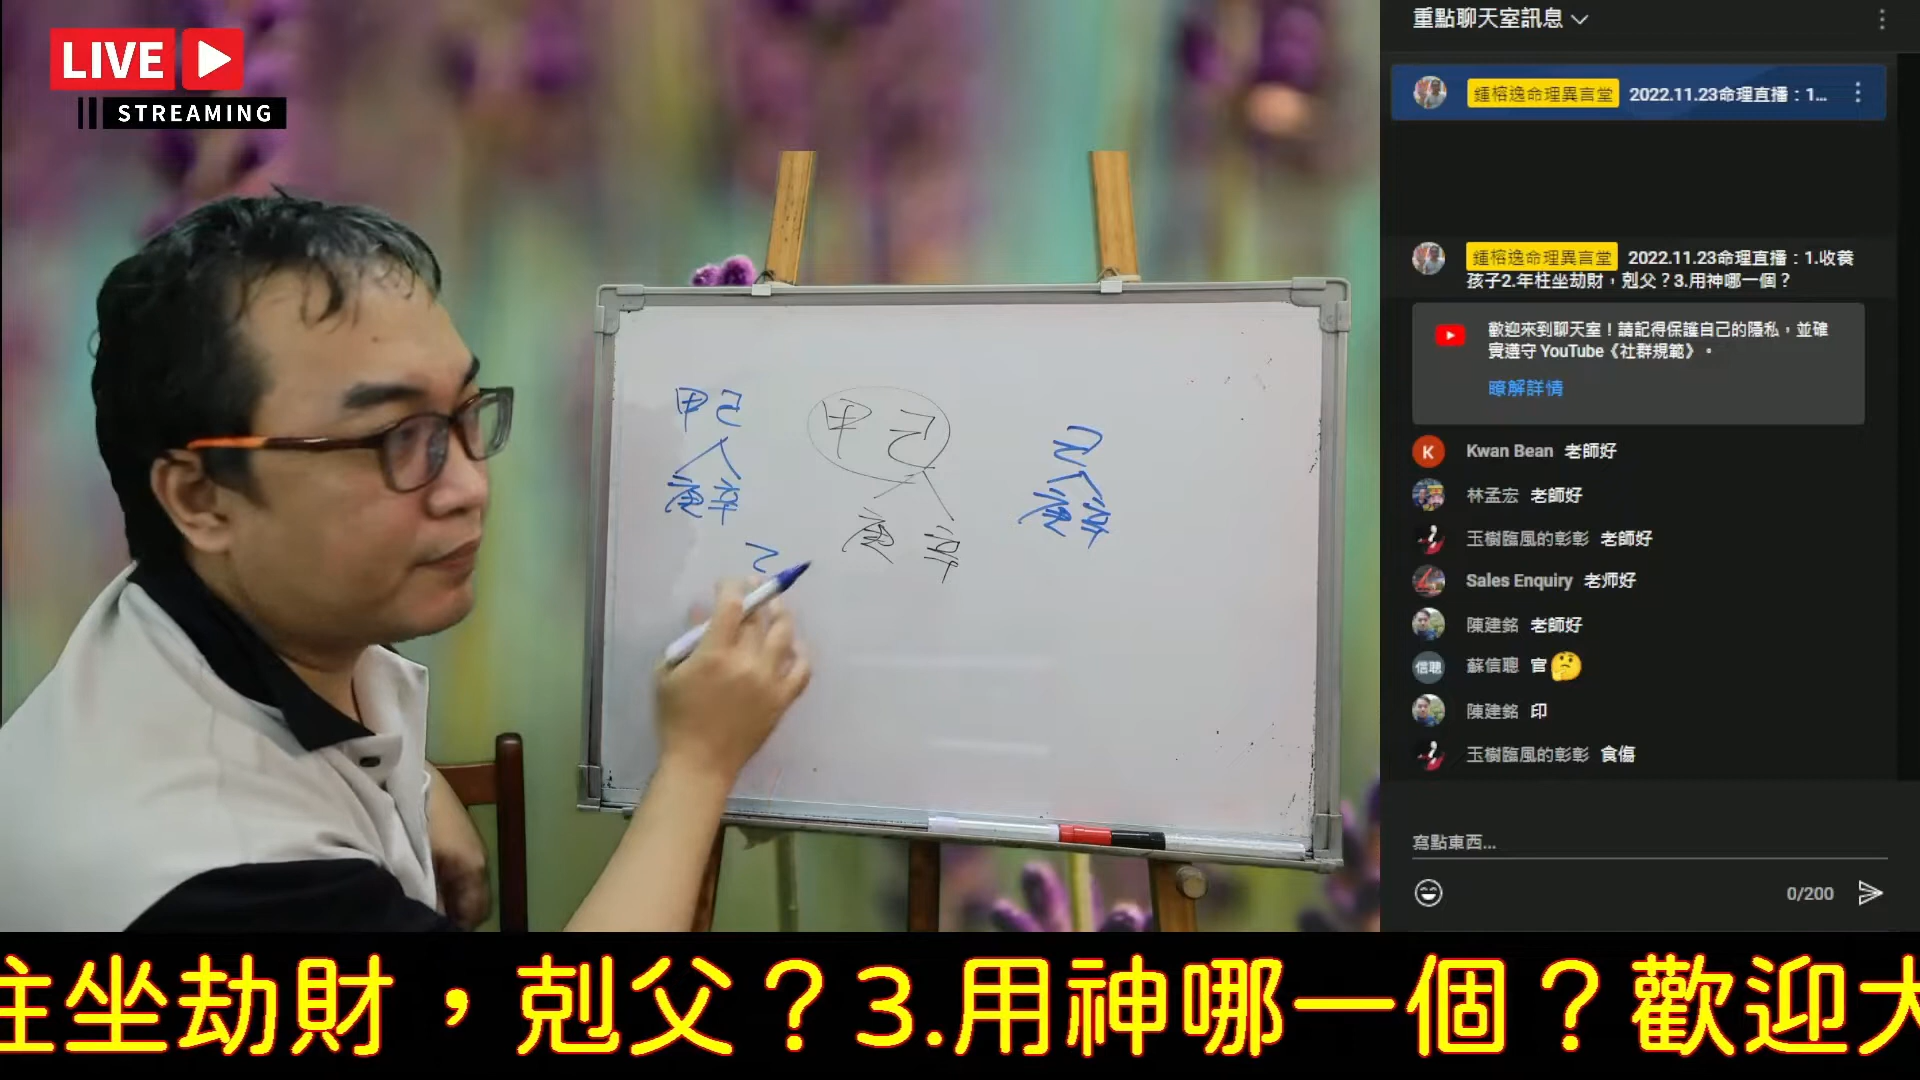 LIVE
STREAMING
甲己
庚辛
乙
甲己
庚辛
己
庚辛
重點聊天室訊息
鍾榕逸命理異言堂 2022.11.23命理直播：1...
鍾榕逸命理異言堂 2022.11.23命理直播：1.收養
孩子2.年柱坐劫財，剋父？3.用神哪一個？
歡迎來到聊天室！請記得保護自己的隱私，並確
實遵守 YouTube《社群規範》。
瞭解詳情
K Kwan Bean 老師好
林孟宏 老師好
玉樹臨風的彰彰 老師好
Sales Enquiry 老师好
陳建銘 老師好
信聰 蘇信聰 官🤔
陳建銘 印
玉樹臨風的彰彰 食傷
寫點東西...
0/200
柱坐劫財，剋父？3.用神哪一個？歡迎大